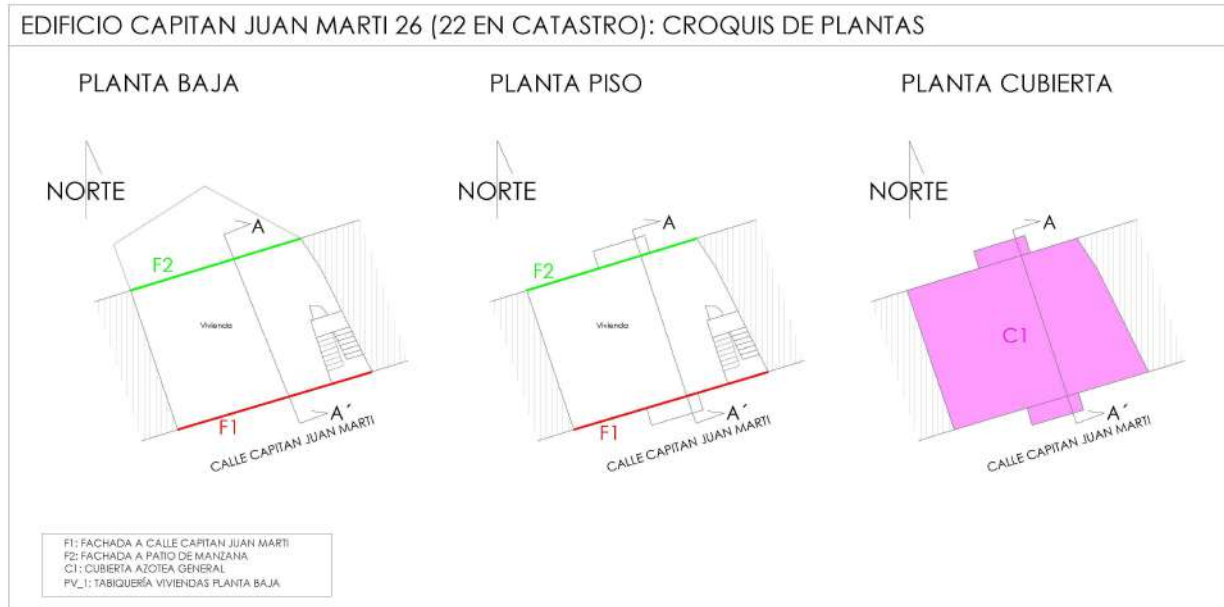 EDIFICIO CAPITAN JUAN MARTI 26 (22 EN CATASTRO): CROQUIS DE PLANTAS
PLANTA BAJA
NORTE
A
F2
Vivienda
F1
A´
CALLE CAPITAN JUAN MARTI
PLANTA PISO
NORTE
A
F2
Vivienda
F1
A´
CALLE CAPITAN JUAN MARTI
PLANTA CUBIERTA
NORTE
A
C1
A´
CALLE CAPITAN JUAN MARTI
F1: FACHADA A CALLE CAPITAN JUAN MARTI
F2: FACHADA A PATIO DE MANZANA
C1: CUBIERTA AZOTEA GENERAL
PV_1: TABIQUERÍA VIVIENDAS PLANTA BAJA